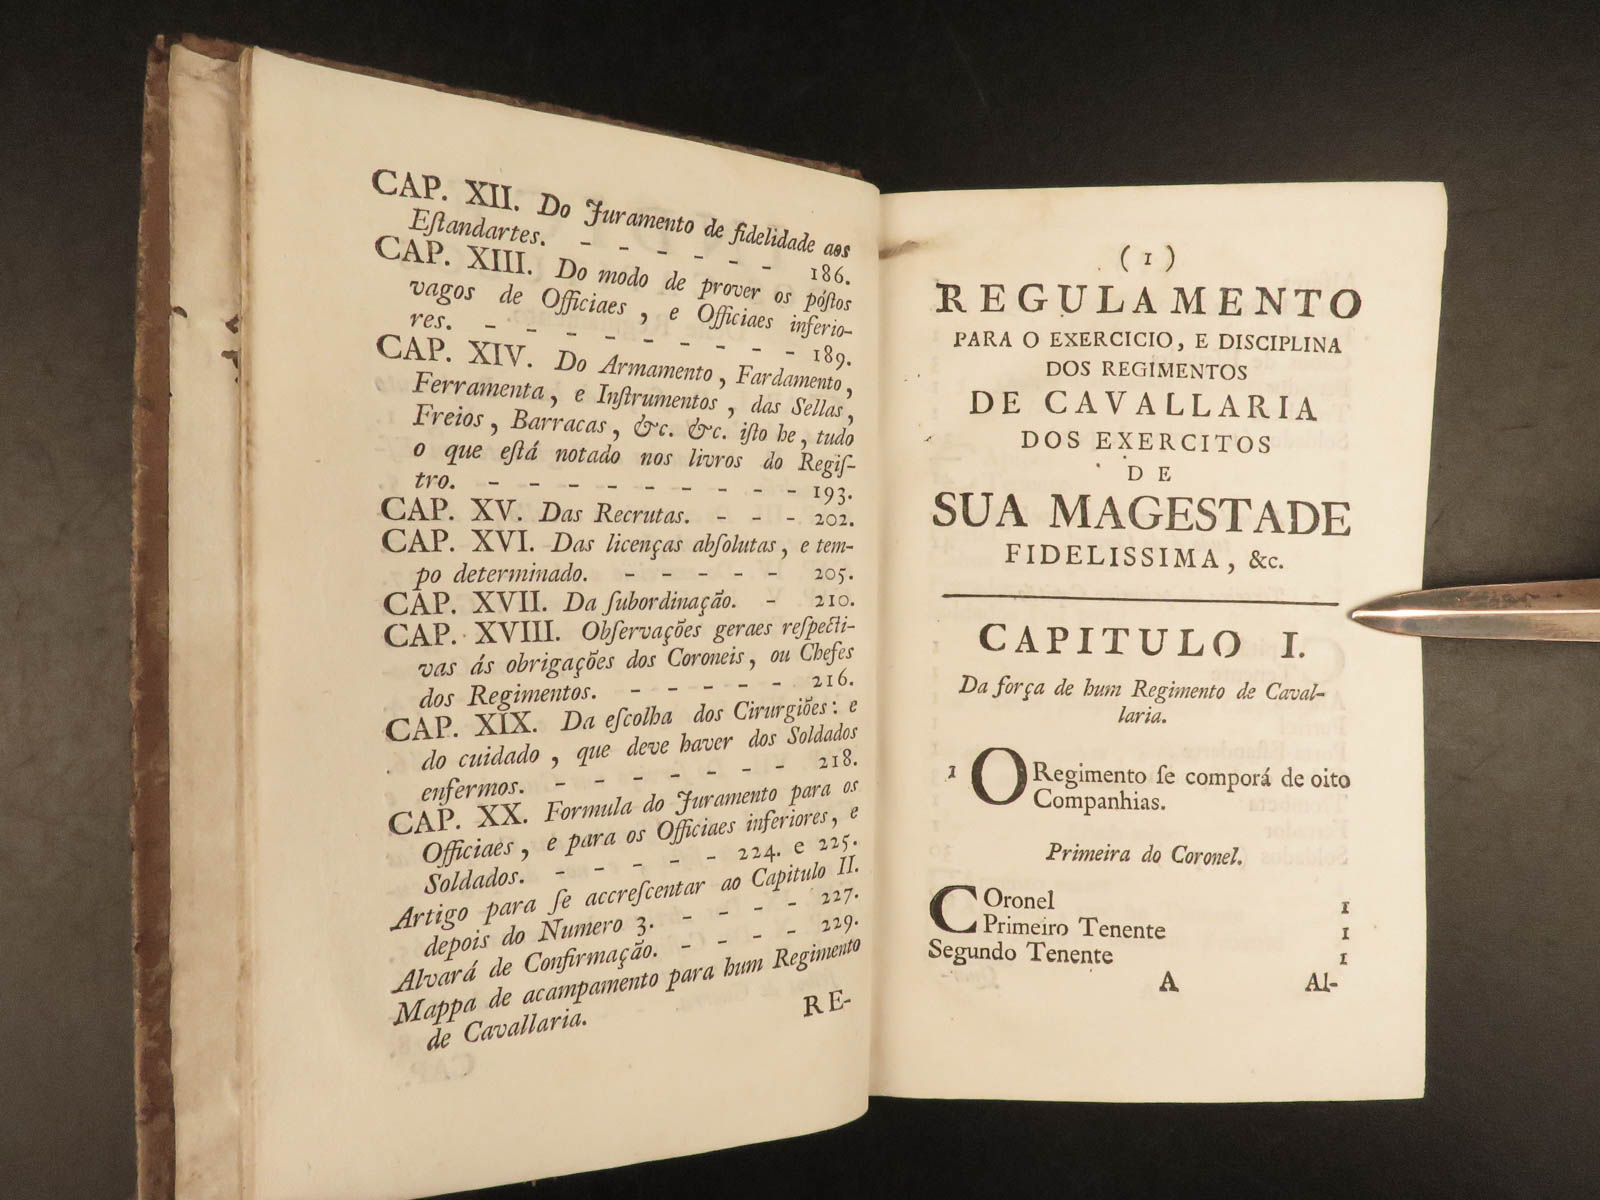 CAP. XII. Do Juramento de fidelidade aos
Eſtandartes. - - - - - - 186.
CAP. XIII. Do modo de prover os póſtos
vagos de Officiaes, e Officiaes inferio-
res. - - - - - - - - - 189.
CAP. XIV. Do Armamento, Fardamento,
Ferramenta, e Inſtrumentos, das Sellas,
Freios, Barracas, &c. &c. iſto he, tudo
o que eſtá notado nos livros do Regiſ-
tro. - - - - - - - - - - 193.
CAP. XV. Das Recrutas. - - - 202.
CAP. XVI. Das licenças abſolutas, e tem-
po determinado. - - - - - 205.
CAP. XVII. Da ſubordinação. - 210.
CAP. XVIII. Obſervações geraes reſpecti-
vas ás obrigações dos Coroneis, ou Chefes
dos Regimentos. - - - - - 216.
CAP. XIX. Da eſcolha dos Cirurgiões: e
do cuidado, que deve haver dos Soldados
enfermos. - - - - - - - 218.
CAP. XX. Formula do Juramento para os
Officiaes, e para os Officiaes inferiores, e
Soldados. - - - - 224. e 225.
Artigo para ſe accreſcentar ao Capitulo II.
depois do Numero 3. - - - - 227.
Alvará de Confirmação. - - - - 229.
Mappa de acampamento para hum Regimento
de Cavallaria.
RE-
(1)
REGULAMENTO
PARA O EXERCICIO, E DISCIPLINA
DOS REGIMENTOS
DE CAVALLARIA
DOS EXERCITOS
DE
SUA MAGESTADE
FIDELISSIMA, &c.
CAPITULO I.
Da força de hum Regimento de Caval-
laria.
1 O Regimento ſe comporá de oito
Companhias.
Primeira do Coronel.
COronel 1
Primeiro Tenente 1
Segundo Tenente 1
A Al-